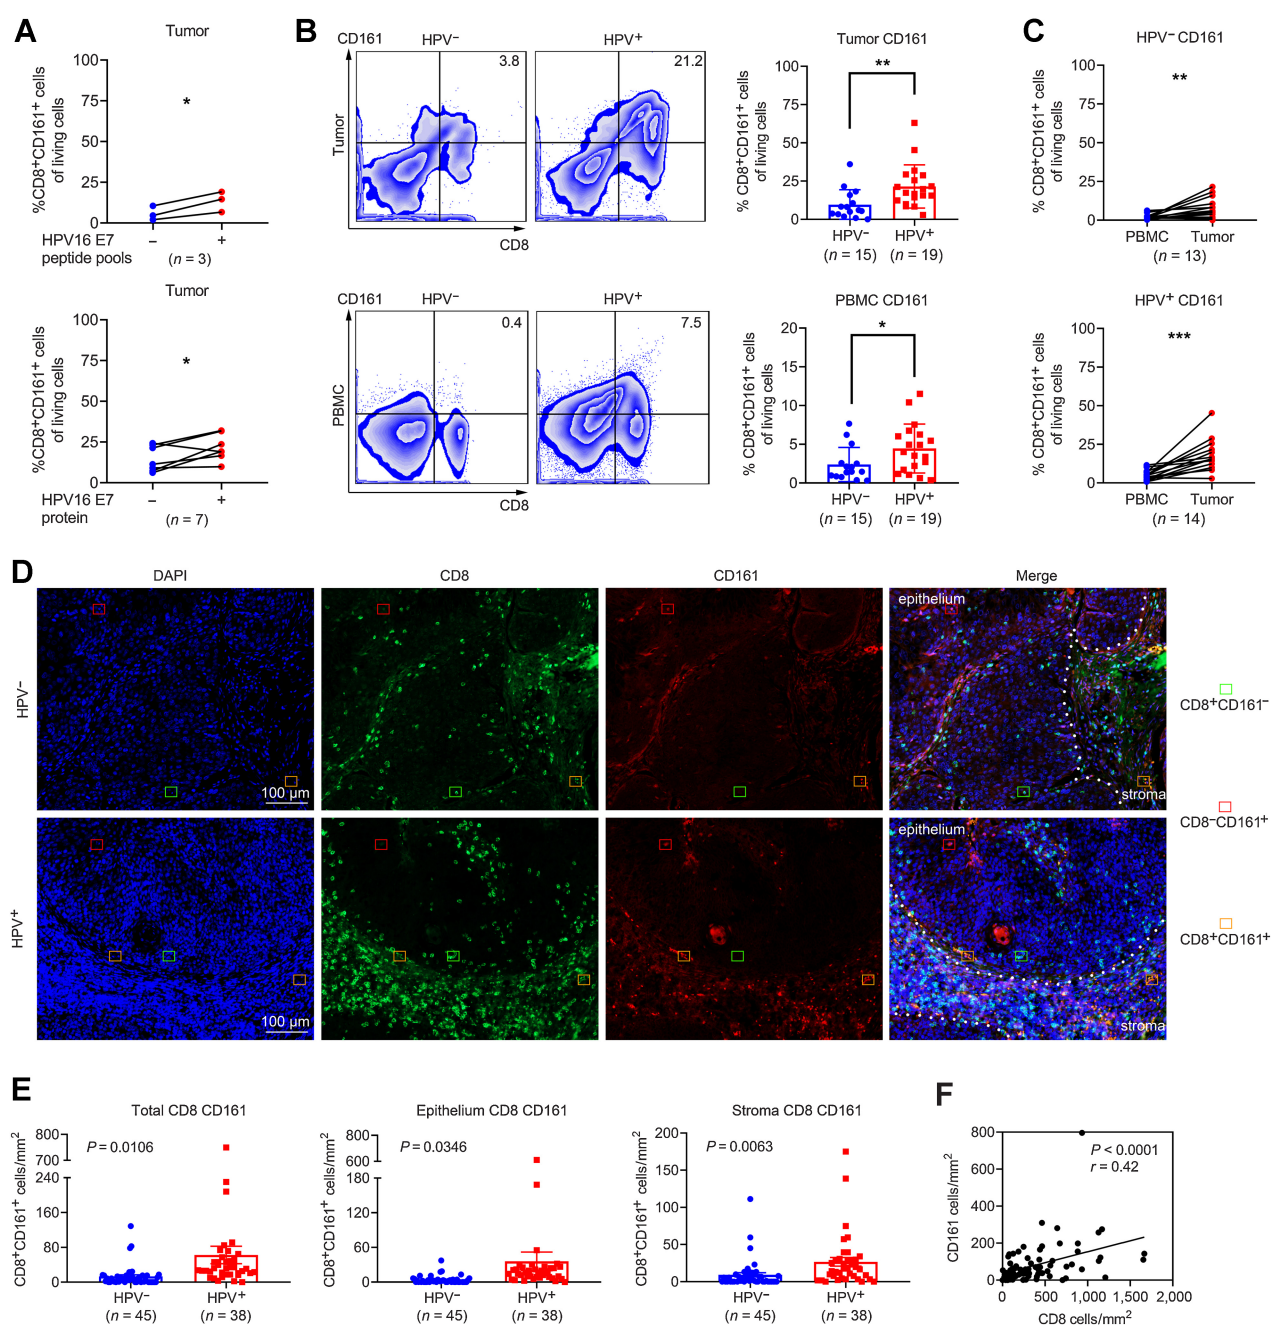 A
Tumor
%CD8+CD161+ cells
of living cells
100
75
50
25
0
*
HPV16 E7
peptide pools
–
+
(n = 3)
Tumor
%CD8+CD161+ cells
of living cells
100
75
50
25
0
*
HPV16 E7
protein
–
+
(n = 7)
B
CD161
HPV–
HPV+
3.8
21.2
Tumor
CD8
CD161
HPV–
HPV+
0.4
7.5
PBMC
CD8
Tumor CD161
% CD8+CD161+ cells
of living cells
100
75
50
25
0
**
HPV–
HPV+
(n = 15)
(n = 19)
PBMC CD161
% CD8+CD161+ cells
of living cells
20
15
10
5
0
*
HPV–
HPV+
(n = 15)
(n = 19)
C
HPV– CD161
% CD8+CD161+ cells
of living cells
100
75
50
25
0
**
PBMC
Tumor
(n = 13)
HPV+ CD161
% CD8+CD161+ cells
of living cells
100
75
50
25
0
***
PBMC
Tumor
(n = 14)
D
DAPI
CD8
CD161
Merge
HPV–
100 µm
epithelium
stroma
HPV+
100 µm
epithelium
stroma
CD8+CD161–
CD8–CD161+
CD8+CD161+
E
Total CD8 CD161
CD8+CD161+ cells/mm2
800
700
240
160
80
0
P = 0.0106
HPV–
HPV+
(n = 45)
(n = 38)
Epithelium CD8 CD161
CD8+CD161+ cells/mm2
800
600
180
120
60
0
P = 0.0346
HPV–
HPV+
(n = 45)
(n = 38)
Stroma CD8 CD161
CD8+CD161+ cells/mm2
200
150
100
50
0
P = 0.0063
HPV–
HPV+
(n = 45)
(n = 38)
F
CD161 cells/mm2
800
600
400
200
0
P < 0.0001
r = 0.42
0
500
1,000
1,500
2,000
CD8 cells/mm2